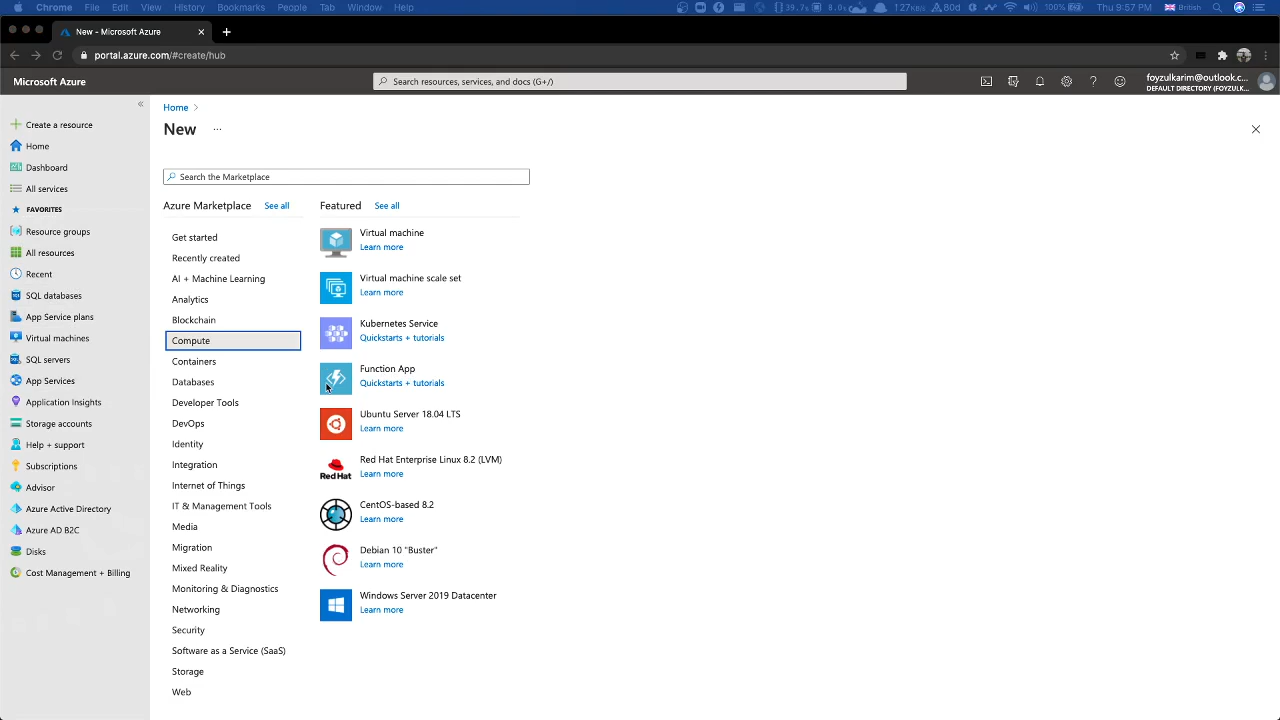 Chrome File Edit View History Bookmarks People Tab Window Help
39.7s 8.0s 127KB 80d 100% Thu 9:57 PM British
New - Microsoft Azure
portal.azure.com/#create/hub
Microsoft Azure
Search resources, services, and docs (G+/)
foyzulkarim@outlook.c...
DEFAULT DIRECTORY (FOYZULK...
Create a resource
Home
Dashboard
All services
FAVORITES
Resource groups
All resources
Recent
SQL databases
App Service plans
Virtual machines
SQL servers
App Services
Application Insights
Storage accounts
Help + support
Subscriptions
Advisor
Azure Active Directory
Azure AD B2C
Disks
Cost Management + Billing
Home
New ...
Search the Marketplace
Azure Marketplace See all
Get started
Recently created
AI + Machine Learning
Analytics
Blockchain
Compute
Containers
Databases
Developer Tools
DevOps
Identity
Integration
Internet of Things
IT & Management Tools
Media
Migration
Mixed Reality
Monitoring & Diagnostics
Networking
Security
Software as a Service (SaaS)
Storage
Web
Featured See all
Virtual machine
Learn more
Virtual machine scale set
Learn more
Kubernetes Service
Quickstarts + tutorials
Function App
Quickstarts + tutorials
Ubuntu Server 18.04 LTS
Learn more
Red Hat
Red Hat Enterprise Linux 8.2 (LVM)
Learn more
CentOS-based 8.2
Learn more
Debian 10 "Buster"
Learn more
Windows Server 2019 Datacenter
Learn more